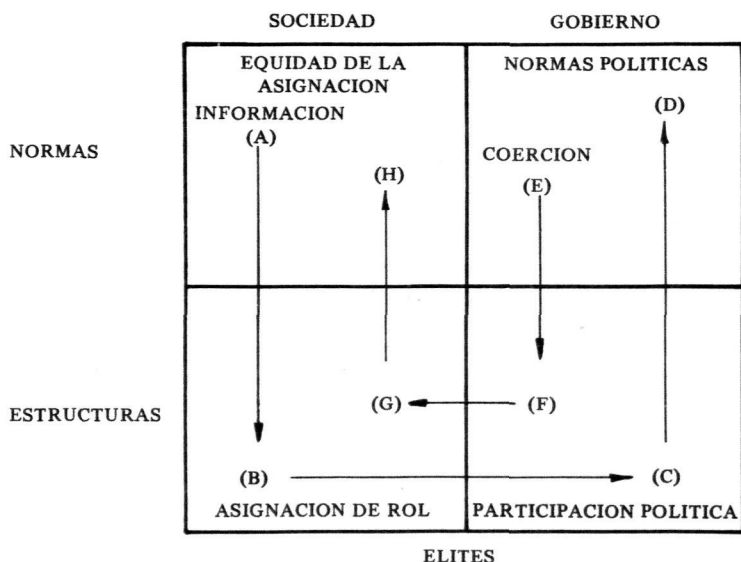 SOCIEDAD
GOBIERNO
EQUIDAD DE LA
ASIGNACION
NORMAS POLITICAS
INFORMACION
(A)
(D)
NORMAS
(H)
COERCION
(E)
ESTRUCTURAS
(G)
(F)
(B)
(C)
ASIGNACION DE ROL
PARTICIPACION POLITICA
ELITES